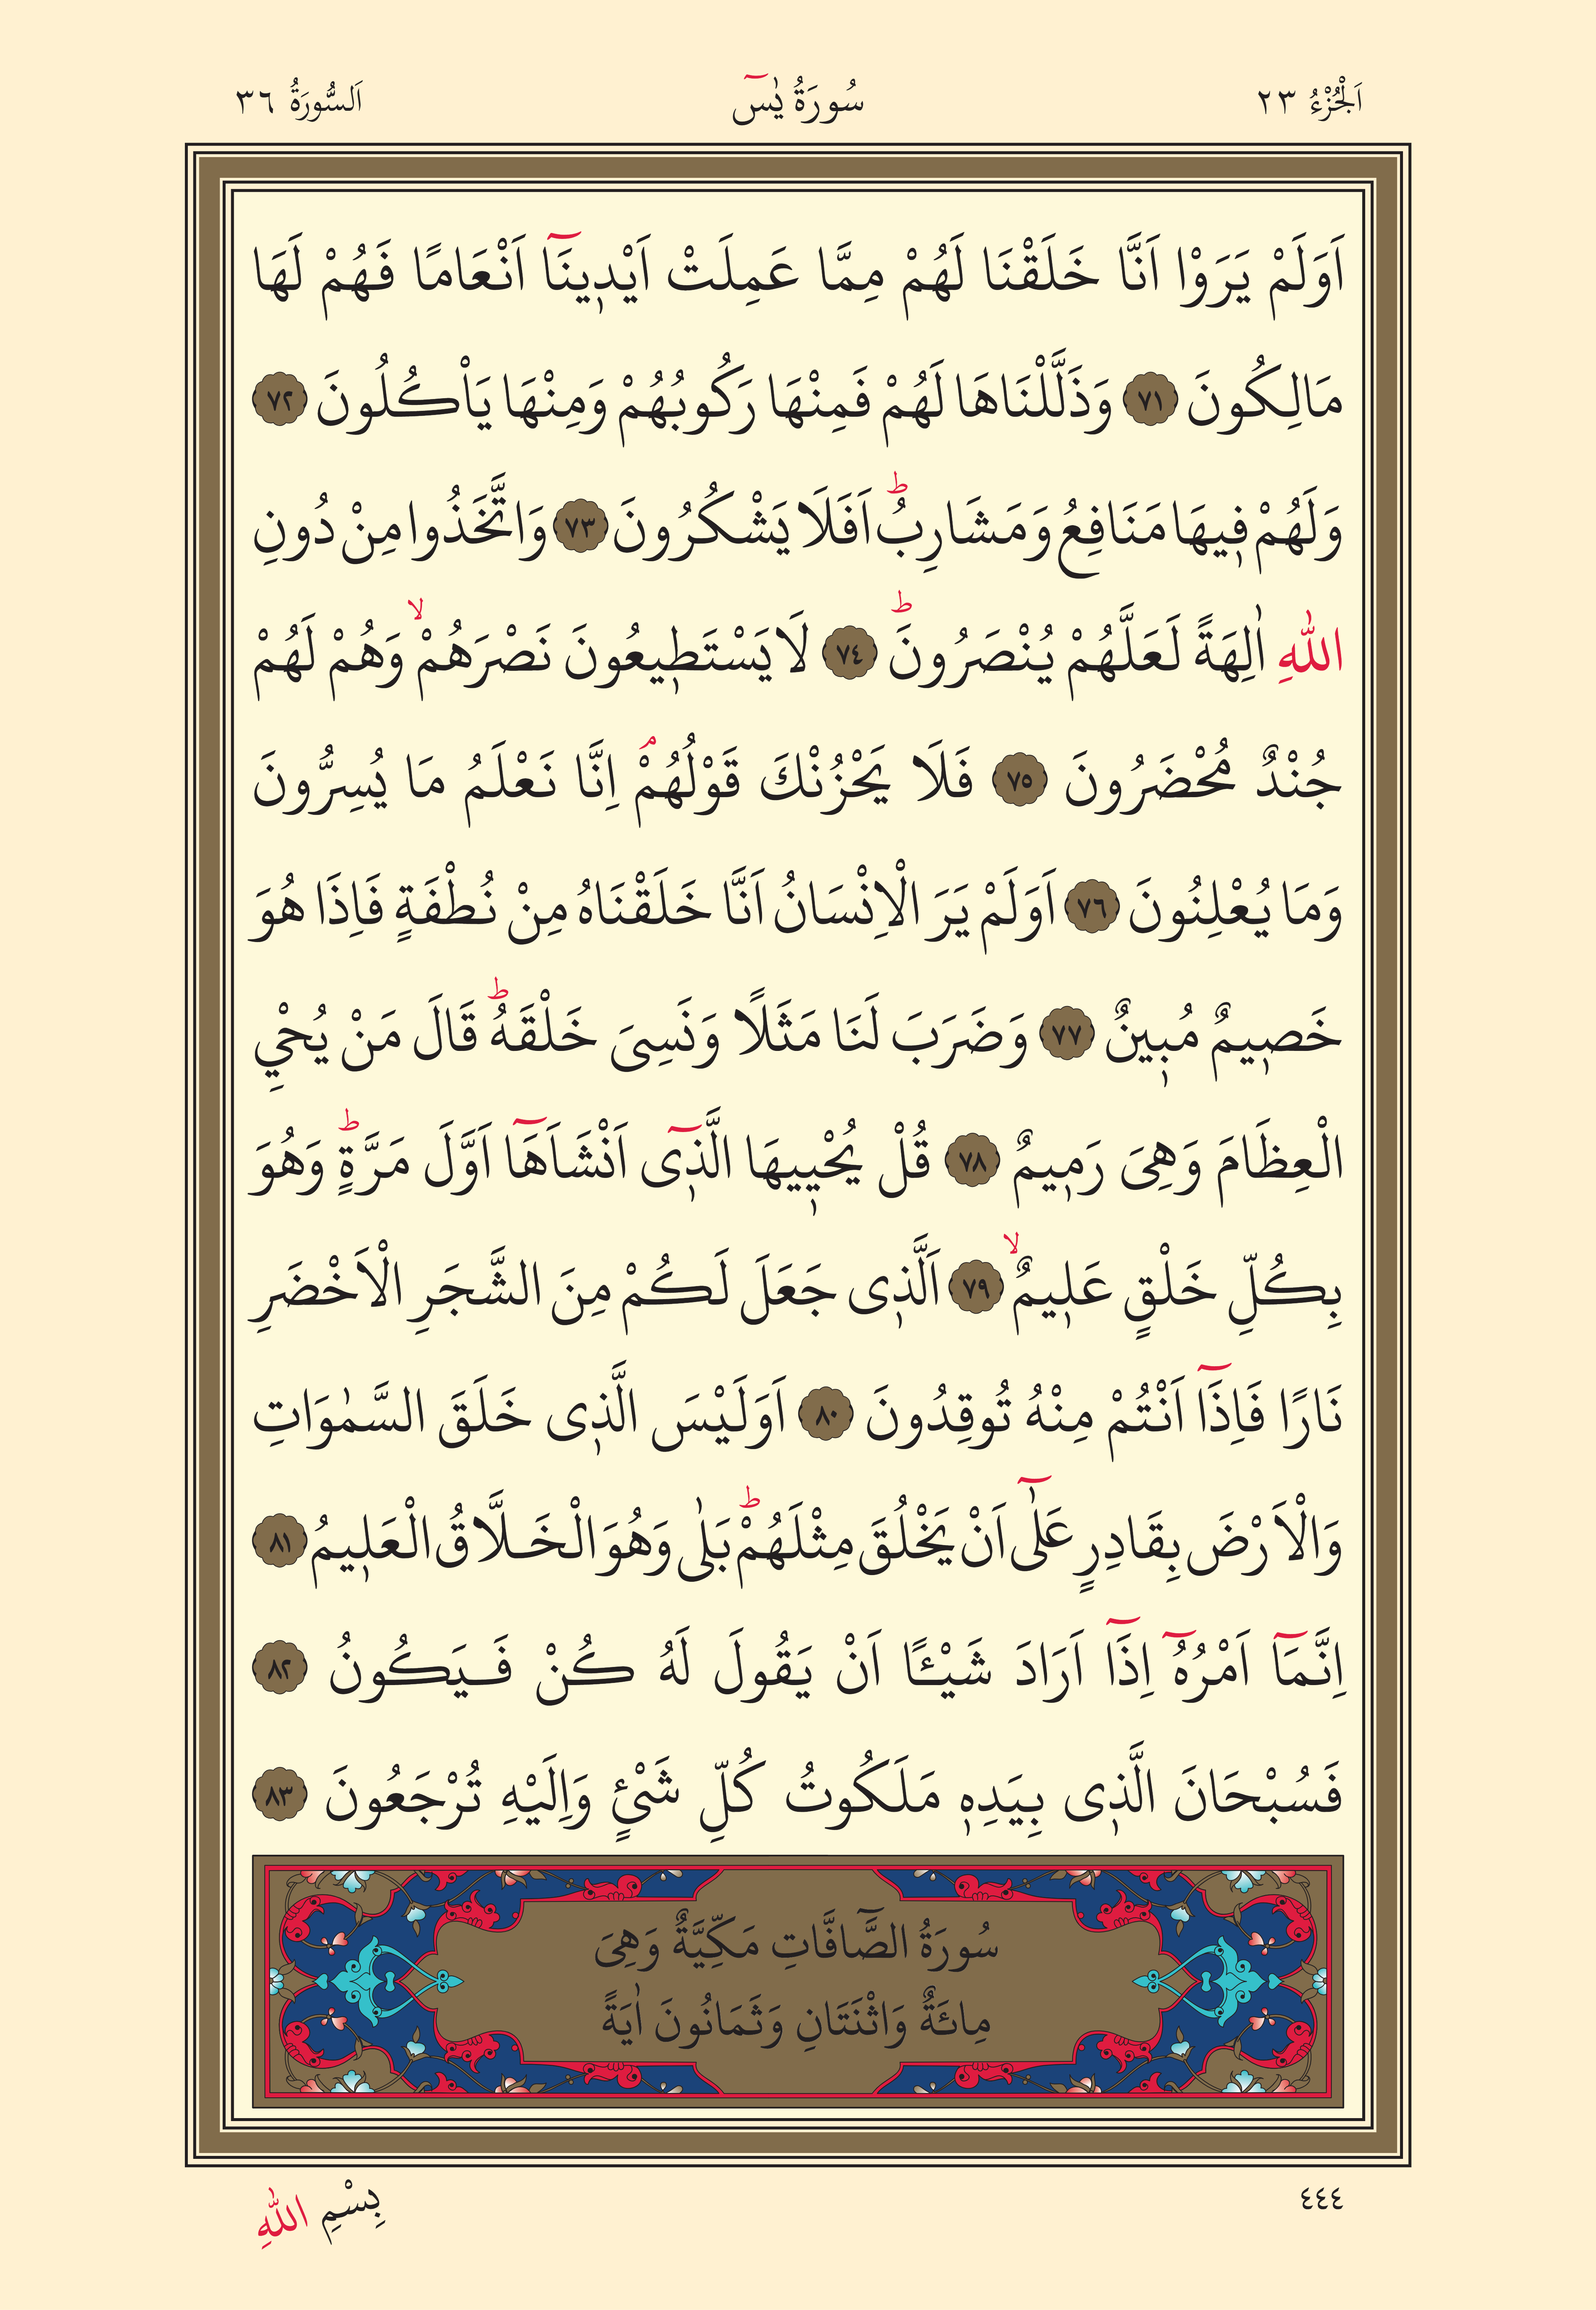 اَلْجُزْءُ ٢٣
سُورَةُ يٰسٓ
اَلسُّورَةُ ٣٦
اَوَلَمْ يَرَوْا اَنَّا خَلَقْنَا لَهُمْ مِمَّا عَمِلَتْ اَيْدٖينَٓا اَنْعَامًا فَهُمْ لَهَا
مَالِكُونَ ٧١ وَذَلَّلْنَاهَا لَهُمْ فَمِنْهَا رَكُوبُهُمْ وَمِنْهَا يَاْكُلُونَ ٧٢
وَلَهُمْ فٖيهَا مَنَافِعُ وَمَشَارِبُؕ اَفَلَا يَشْكُرُونَ ٧٣ وَاتَّخَذُوا مِنْ دُونِ
اللّٰهِ اٰلِهَةً لَعَلَّهُمْ يُنْصَرُونَؕ ٧٤ لَا يَسْتَطٖيعُونَ نَصْرَهُمْۙ وَهُمْ لَهُمْ
جُنْدٌ مُحْضَرُونَ ٧٥ فَلَا يَحْزُنْكَ قَوْلُهُمْۢ اِنَّا نَعْلَمُ مَا يُسِرُّونَ
وَمَا يُعْلِنُونَ ٧٦ اَوَلَمْ يَرَ الْاِنْسَانُ اَنَّا خَلَقْنَاهُ مِنْ نُطْفَةٍ فَاِذَا هُوَ
خَصٖيمٌ مُبٖينٌ ٧٧ وَضَرَبَ لَنَا مَثَلًا وَنَسِىَ خَلْقَهُؕ قَالَ مَنْ يُحْيِ
الْعِظَامَ وَهِىَ رَمٖيمٌ ٧٨ قُلْ يُحْيٖيهَا الَّذٖٓى اَنْشَاَهَٓا اَوَّلَ مَرَّةٍؕ وَهُوَ
بِكُلِّ خَلْقٍ عَلٖيمٌۙ ٧٩ اَلَّذٖى جَعَلَ لَكُمْ مِنَ الشَّجَرِ الْاَخْضَرِ
نَارًا فَاِذَٓا اَنْتُمْ مِنْهُ تُوقِدُونَ ٨٠ اَوَلَيْسَ الَّذٖى خَلَقَ السَّمٰوَاتِ
وَالْاَرْضَ بِقَادِرٍ عَلٰٓى اَنْ يَخْلُقَ مِثْلَهُمْؕ بَلٰى وَهُوَ الْخَلَّاقُ الْعَلٖيمُ ٨١
اِنَّمَٓا اَمْرُهُٓ اِذَٓا اَرَادَ شَيْـًٔا اَنْ يَقُولَ لَهُ كُنْ فَيَكُونُ ٨٢
فَسُبْحَانَ الَّذٖى بِيَدِهٖ مَلَكُوتُ كُلِّ شَىْءٍ وَاِلَيْهِ تُرْجَعُونَ ٨٣
سُورَةُ الصَّٓافَّاتِ مَكِّيَّةٌ وَهِىَ
مِائَةٌ وَاثْنَتَانِ وَثَمَانُونَ اٰيَةً
٤٤٤
بِسْمِ اللّٰهِ